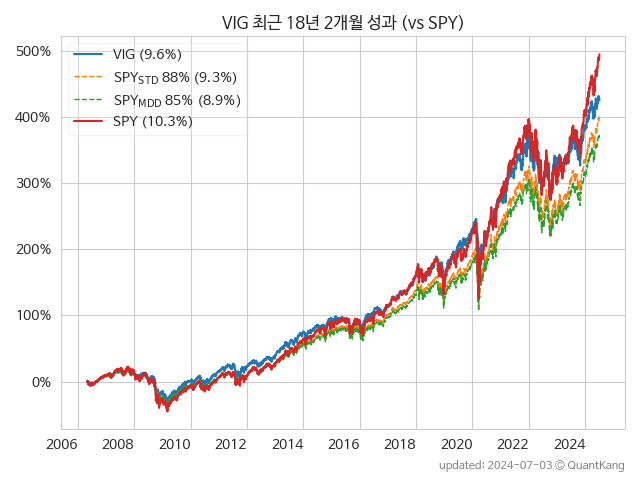 VIG 최근 18년 2개월 성과 (vs SPY)
500%
400%
300%
200%
100%
0%
VIG (9.6%)
SPY_STD 88% (9.3%)
SPY_MDD 85% (8.9%)
SPY (10.3%)
2006 2008 2010 2012 2014 2016 2018 2020 2022 2024
updated: 2024-07-03 © QuantKang